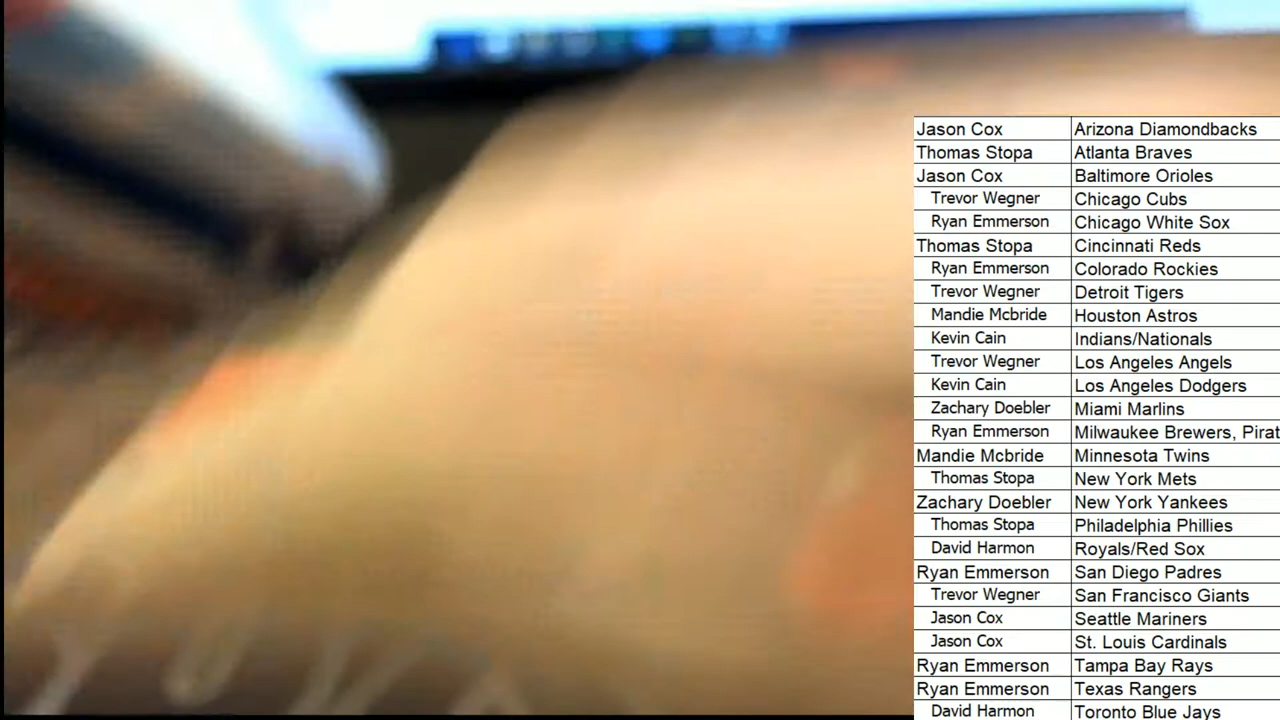 Jason Cox Arizona Diamondbacks
Thomas Stopa Atlanta Braves
Jason Cox Baltimore Orioles
Trevor Wegner Chicago Cubs
Ryan Emmerson Chicago White Sox
Thomas Stopa Cincinnati Reds
Ryan Emmerson Colorado Rockies
Trevor Wegner Detroit Tigers
Mandie Mcbride Houston Astros
Kevin Cain Indians/Nationals
Trevor Wegner Los Angeles Angels
Kevin Cain Los Angeles Dodgers
Zachary Doebler Miami Marlins
Ryan Emmerson Milwaukee Brewers, Pirat
Mandie Mcbride Minnesota Twins
Thomas Stopa New York Mets
Zachary Doebler New York Yankees
Thomas Stopa Philadelphia Phillies
David Harmon Royals/Red Sox
Ryan Emmerson San Diego Padres
Trevor Wegner San Francisco Giants
Jason Cox Seattle Mariners
Jason Cox St. Louis Cardinals
Ryan Emmerson Tampa Bay Rays
Ryan Emmerson Texas Rangers
David Harmon Toronto Blue Jays